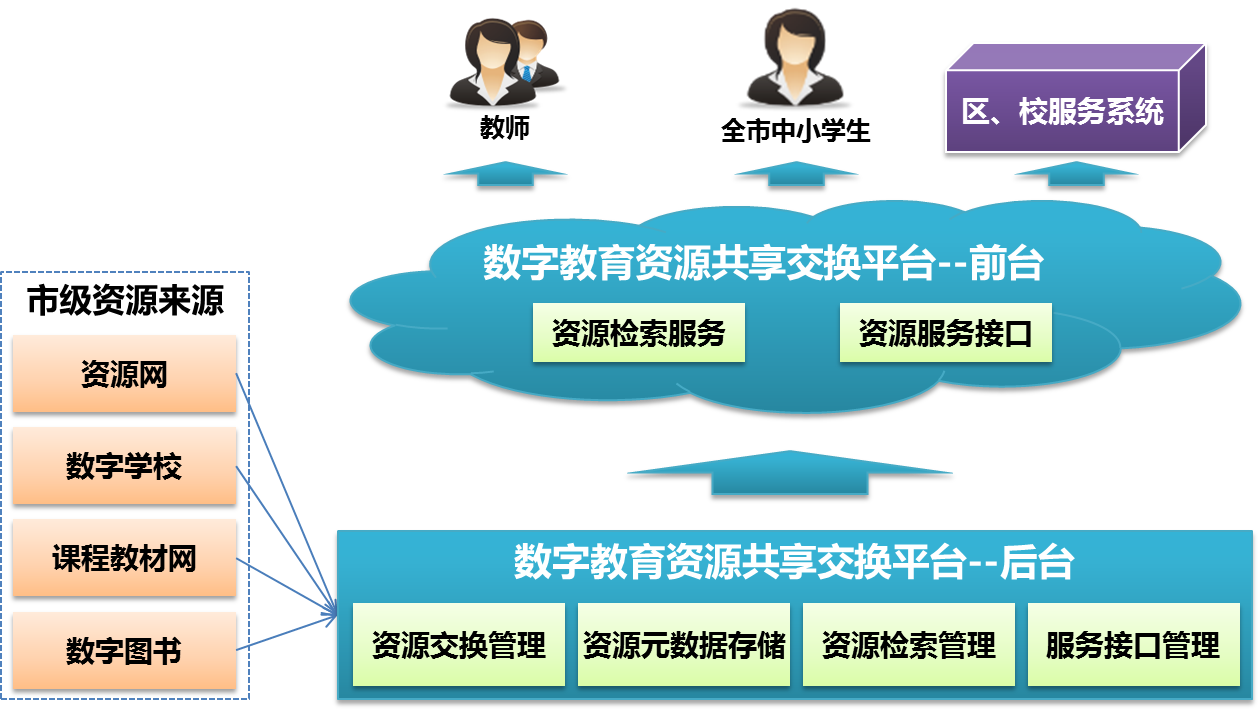 教师
全市中小学生
区、校服务系统
数字教育资源共享交换平台--前台
资源检索服务
资源服务接口
市级资源来源
资源网
数字学校
课程教材网
数字图书
数字教育资源共享交换平台--后台
资源交换管理
资源元数据存储
资源检索管理
服务接口管理